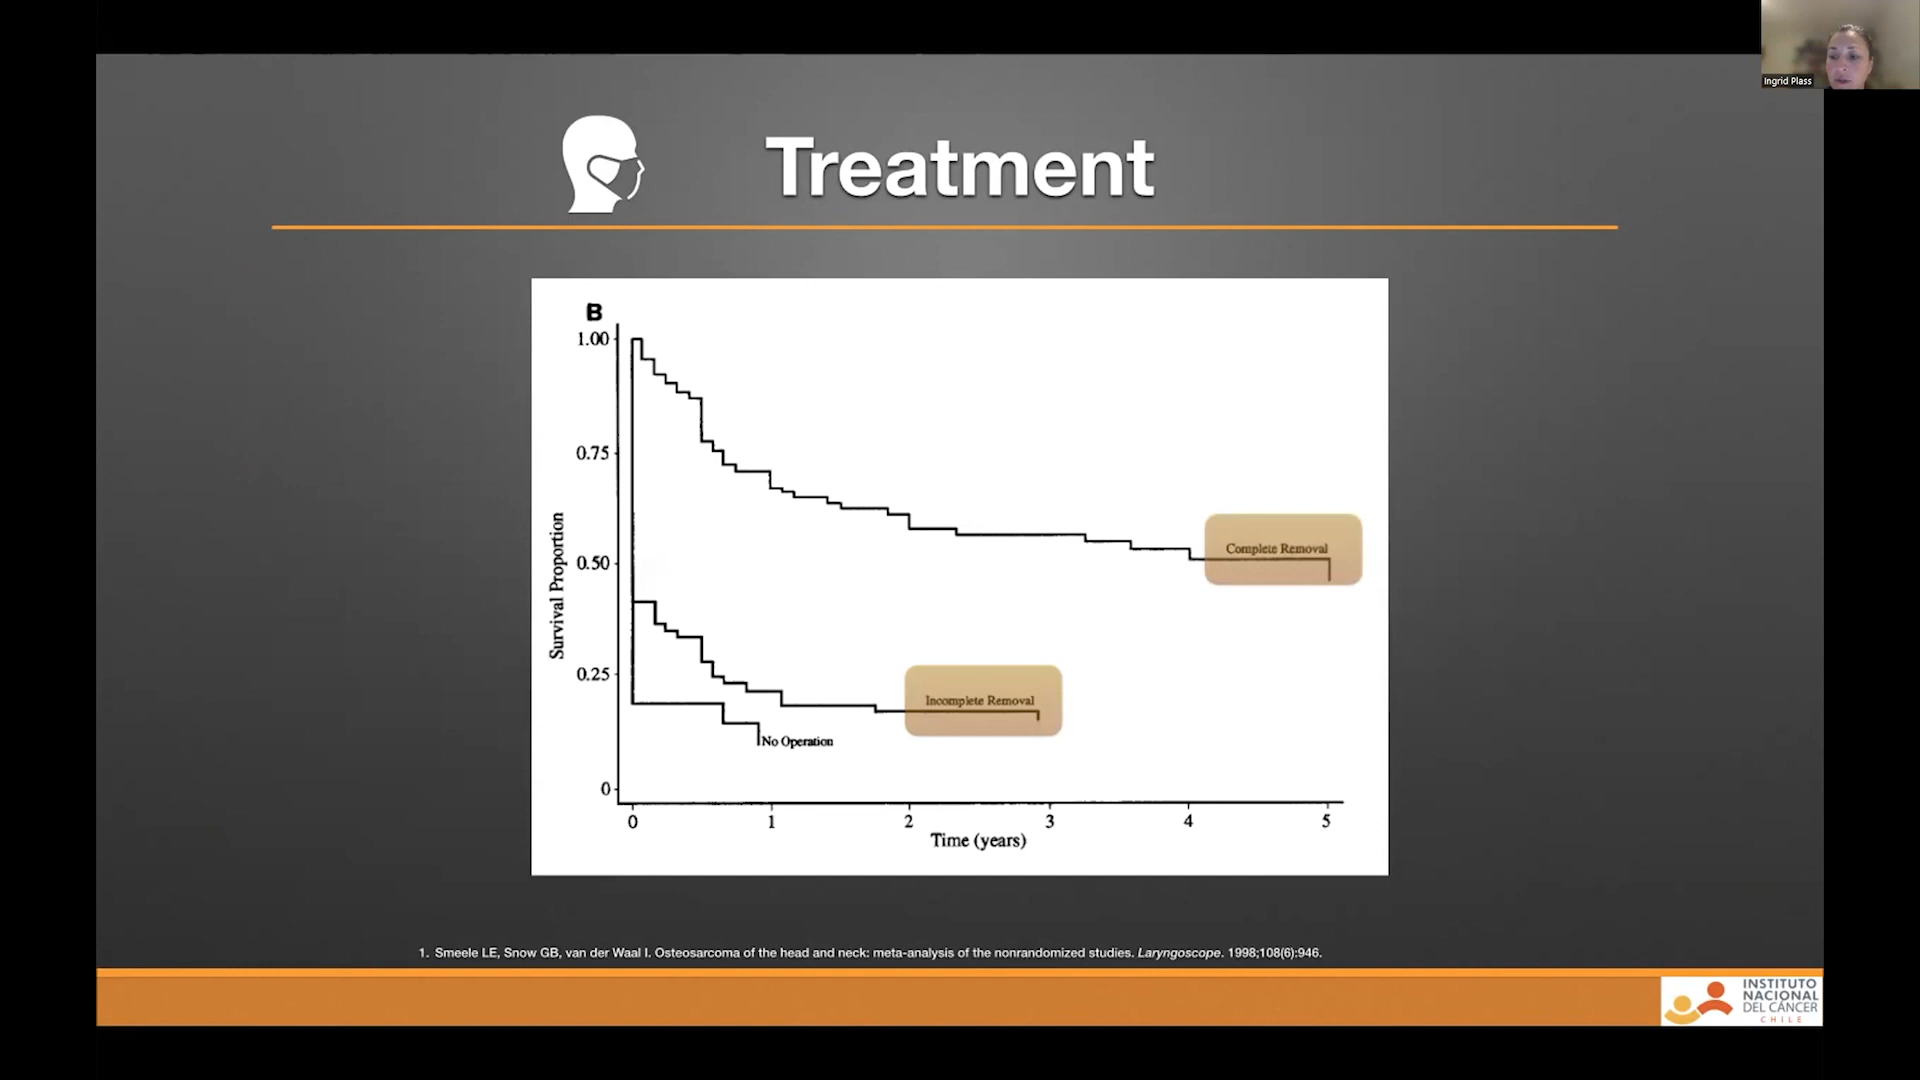 Ingrid Plass
Treatment
B
1.00
0.75
0.50
0.25
0
Survival Proportion
Complete Removal
Incomplete Removal
No Operation
0 1 2 3 4 5
Time (years)
1. Smeele LE, Snow GB, van der Waal I. Osteosarcoma of the head and neck: meta-analysis of the nonrandomized studies. Laryngoscope. 1998;108(6):946.
INSTITUTO
NACIONAL
DEL CÁNCER
CHILE